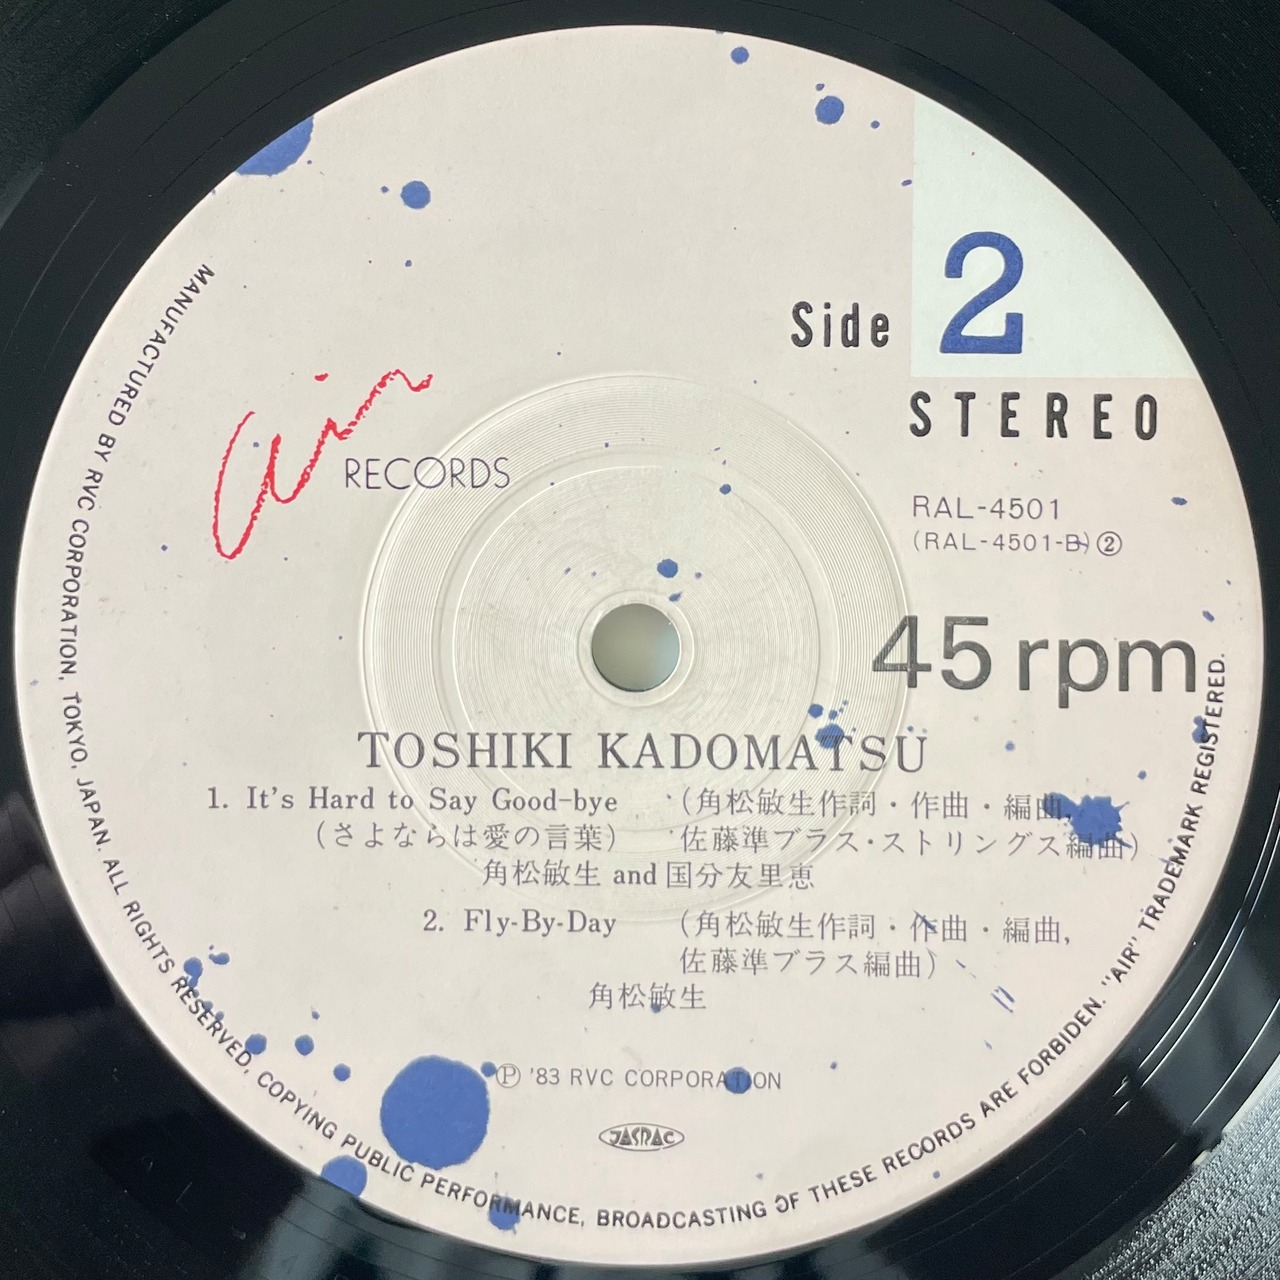 Side 2
STEREO
air RECORDS
RAL-4501
(RAL-4501-B) ②
45 rpm
TOSHIKI KADOMATSU
1. It's Hard to Say Good-bye (角松敏生作詞・作曲・編曲,
(さよならは愛の言葉) 佐藤準ブラス・ストリングス編曲)
角松敏生 and 国分友里恵
2. Fly-By-Day (角松敏生作詞・作曲・編曲,
佐藤準ブラス編曲)
角松敏生
Ⓟ '83 RVC CORPORATION
JASRAC
MANUFACTURED BY RVC CORPORATION, TOKYO, JAPAN. ALL RIGHTS RESERVED, COPYING PUBLIC PERFORMANCE, BROADCASTING OF THESE RECORDS ARE FORBIDDEN. "AIR" TRADEMARK REGISTERED.